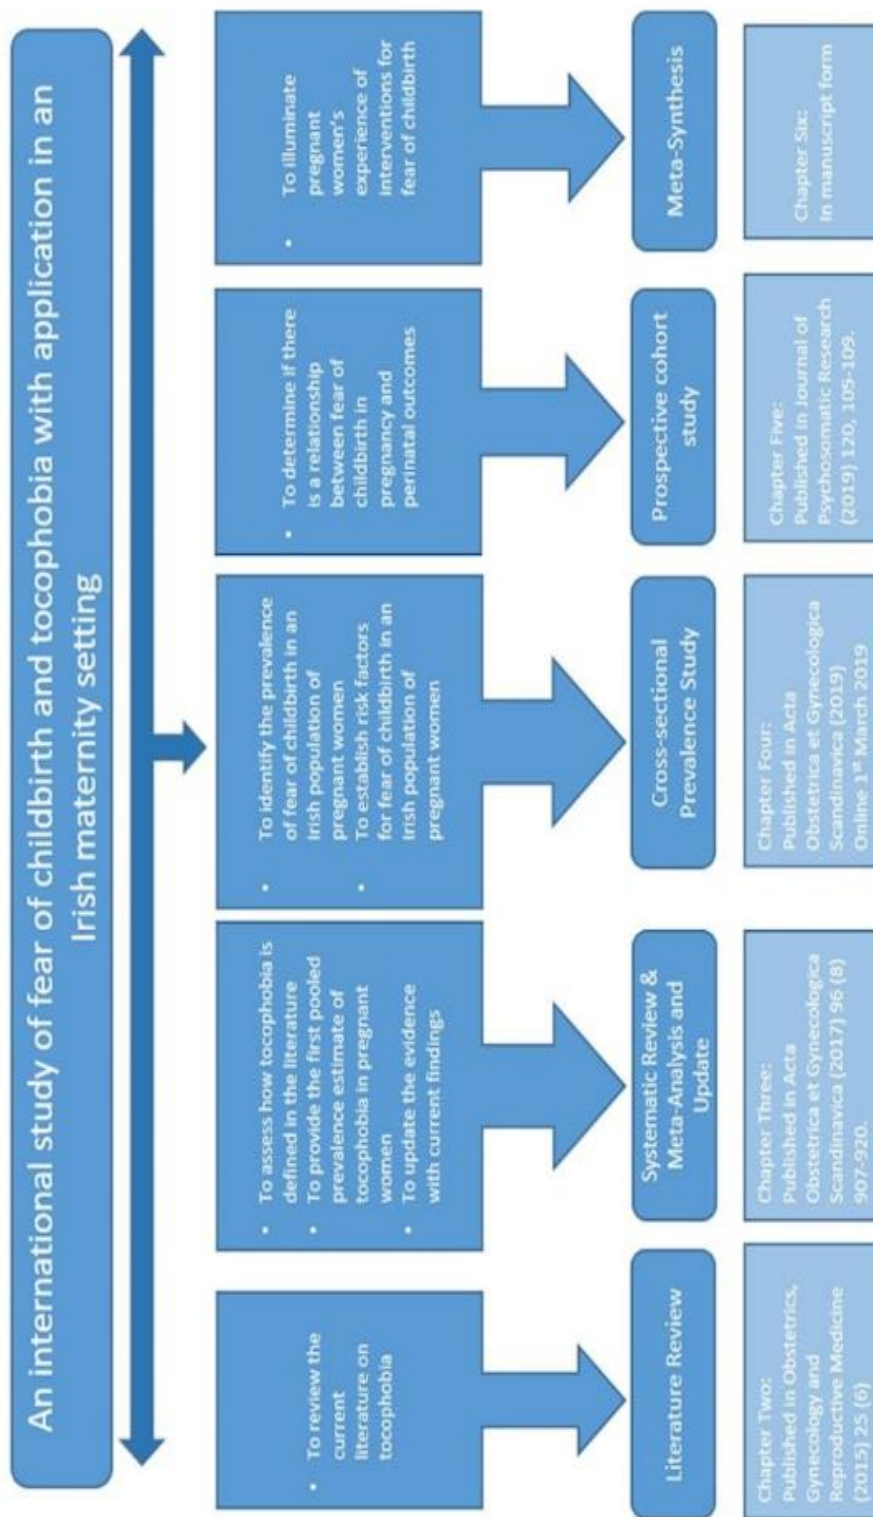 An international study of fear of childbirth and tocophobia with application in an
Irish maternity setting
• To review the
current
literature on
tocophobia
Literature Review
Chapter Two:
Published in Obstetrics,
Gynecology and
Reproductive Medicine
(2015) 25 (6)
• To assess how tocophobia is
defined in the literature
• To provide the first pooled
prevalence estimate of
tocophobia in pregnant
women
• To update the evidence
with current findings
Systematic Review &
Meta-Analysis and
Update
Chapter Three:
Published in Acta
Obstetrica et Gynecologica
Scandinavica (2017) 96 (8)
907-920.
• To identify the prevalence
of fear of childbirth in an
Irish population of
pregnant women
• To establish risk factors
for fear of childbirth in an
Irish population of
pregnant women
Cross-sectional
Prevalence Study
Chapter Four:
Published in Acta
Obstetrica et Gynecologica
Scandinavica (2019)
Online 1st March 2019
• To determine if there
is a relationship
between fear of
childbirth in
pregnancy and
perinatal outcomes
Prospective cohort
study
Chapter Five:
Published in Journal of
Psychosomatic Research
(2019) 120, 105-109.
• To illuminate
pregnant
women's
experience of
interventions for
fear of childbirth
Meta-Synthesis
Chapter Six:
In manuscript form